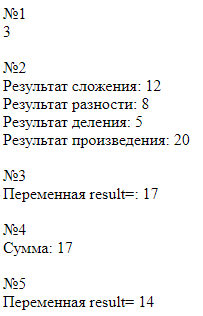 №1
3
№2
Результат сложения: 12
Результат разности: 8
Результат деления: 5
Результат произведения: 20
№3
Переменная result=: 17
№4
Сумма: 17
№5
Переменная result= 14